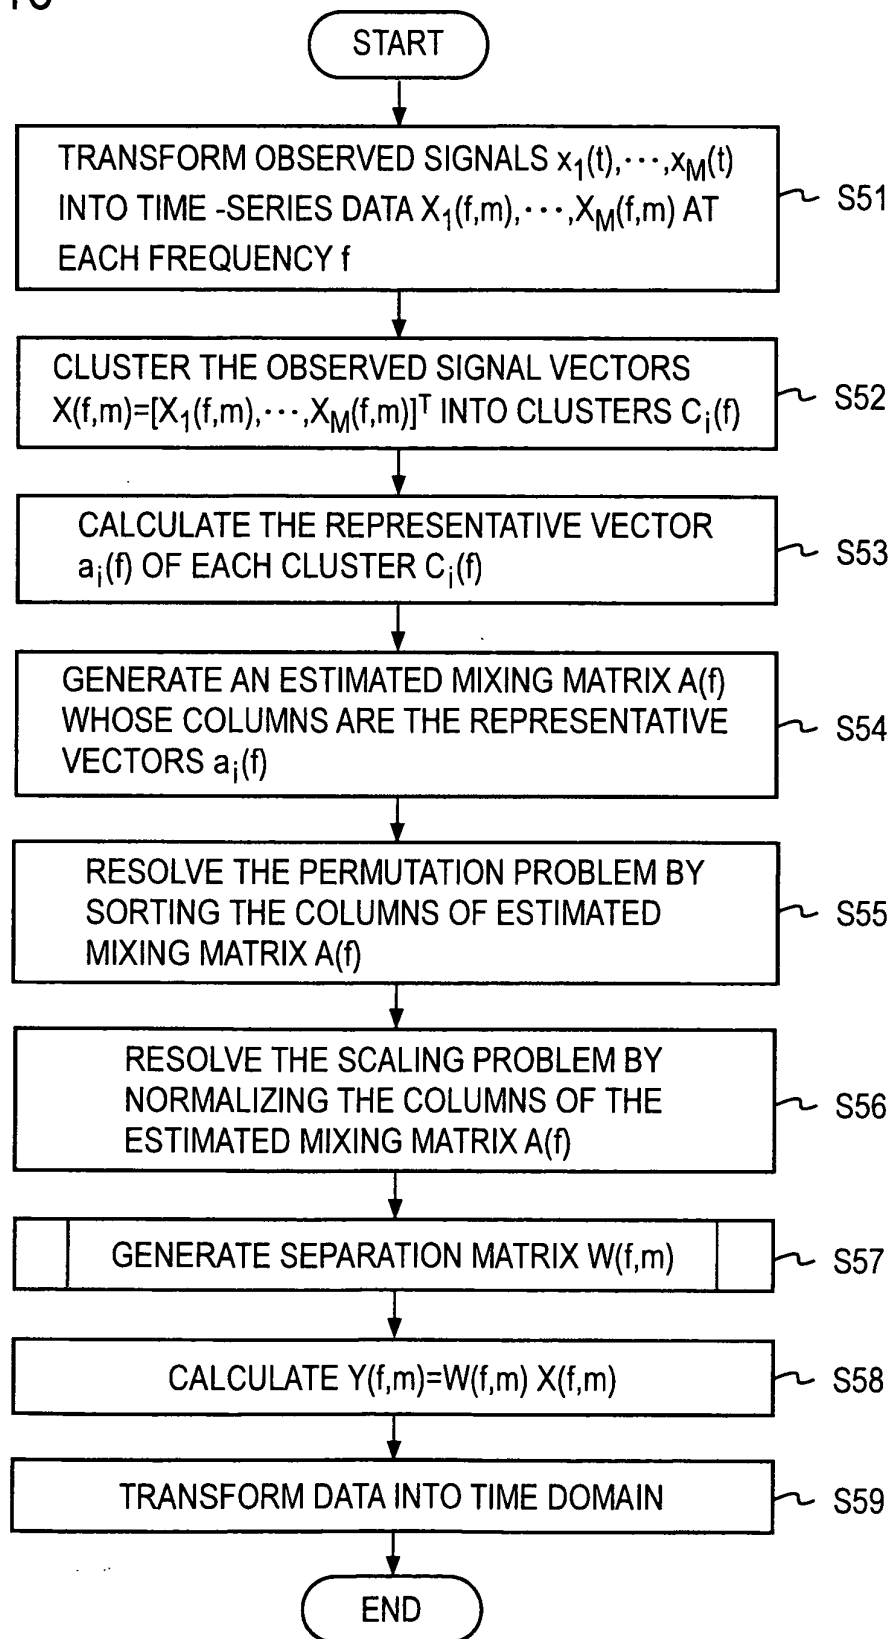 START
TRANSFORM OBSERVED SIGNALS x₁(t),···,x_M(t)
INTO TIME -SERIES DATA X₁(f,m),···,X_M(f,m) AT
EACH FREQUENCY f
S51
CLUSTER THE OBSERVED SIGNAL VECTORS
X(f,m)=[X₁(f,m),···,X_M(f,m)]ᵀ INTO CLUSTERS Cᵢ(f)
S52
CALCULATE THE REPRESENTATIVE VECTOR
aᵢ(f) OF EACH CLUSTER Cᵢ(f)
S53
GENERATE AN ESTIMATED MIXING MATRIX A(f)
WHOSE COLUMNS ARE THE REPRESENTATIVE
VECTORS aᵢ(f)
S54
RESOLVE THE PERMUTATION PROBLEM BY
SORTING THE COLUMNS OF ESTIMATED
MIXING MATRIX A(f)
S55
RESOLVE THE SCALING PROBLEM BY
NORMALIZING THE COLUMNS OF THE
ESTIMATED MIXING MATRIX A(f)
S56
GENERATE SEPARATION MATRIX W(f,m)
S57
CALCULATE Y(f,m)=W(f,m) X(f,m)
S58
TRANSFORM DATA INTO TIME DOMAIN
S59
END